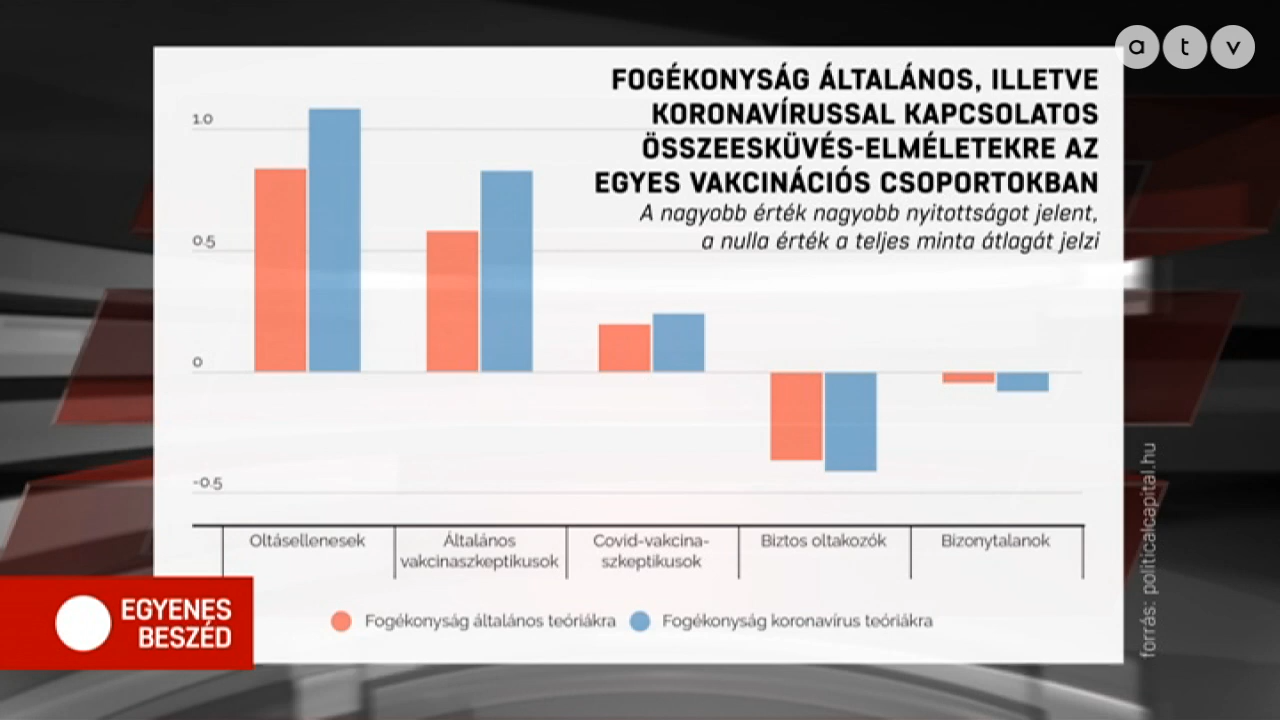 atv
FOGÉKONYSÁG ÁLTALÁNOS, ILLETVE
KORONAVÍRUSSAL KAPCSOLATOS
ÖSSZEESKÜVÉS-ELMÉLETEKRE AZ
EGYES VAKCINÁCIÓS CSOPORTOKBAN
A nagyobb érték nagyobb nyitottságot jelent,
a nulla érték a teljes minta átlagát jelzi
1.0
0.5
0
-0.5
Oltásellenesek
Általános
vakcinaszkeptikusok
Covid-vakcina-
szkeptikusok
Biztos oltakozók
Bizonytalanok
Fogékonyság általános teóriákra
Fogékonyság koronavírus teóriákra
EGYENES
BESZÉD
forrás: politicalcapital.hu